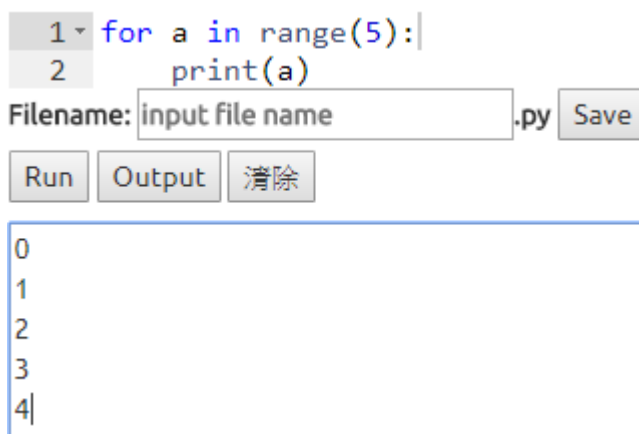 1 for a in range(5):
2     print(a)
Filename: input file name .py Save
Run Output 清除
0
1
2
3
4